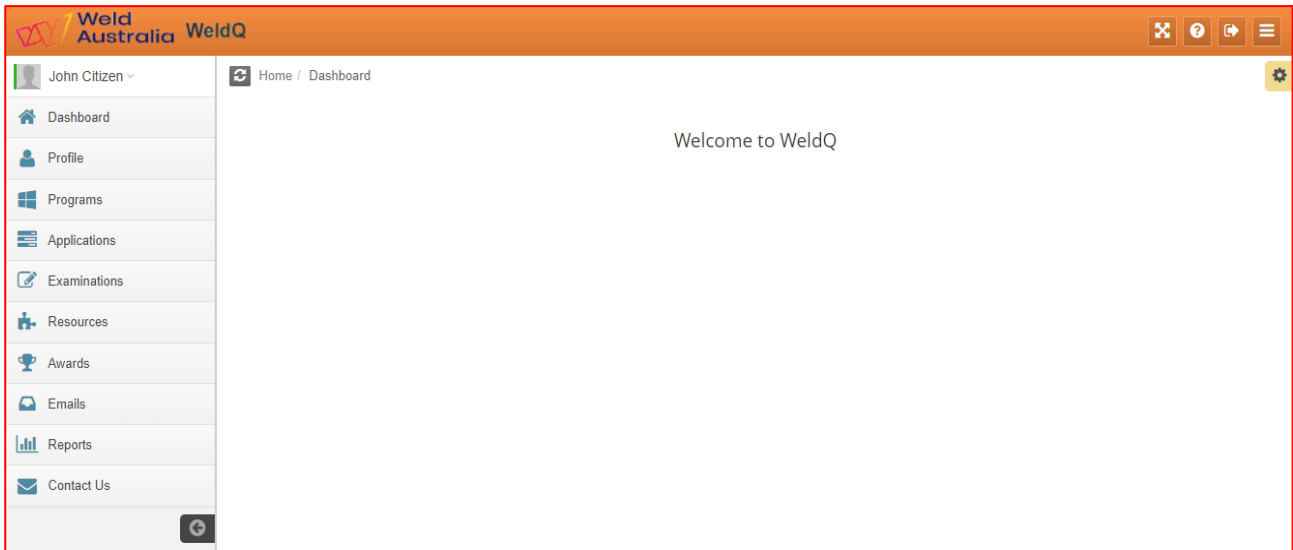 Weld
Australia WeldQ
John Citizen
Home / Dashboard
Dashboard
Profile
Programs
Applications
Examinations
Resources
Awards
Emails
Reports
Contact Us
Welcome to WeldQ